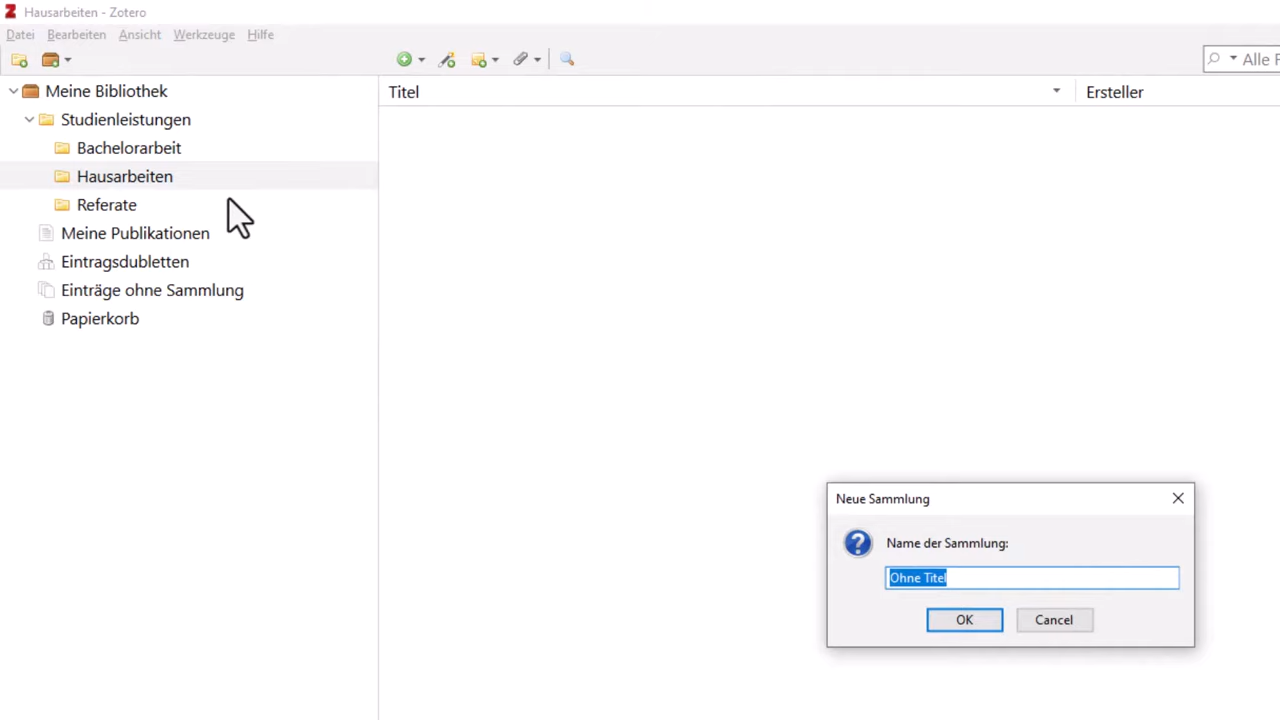 Hausarbeiten - Zotero
Datei Bearbeiten Ansicht Werkzeuge Hilfe
Alle
Meine Bibliothek
Titel Ersteller
Studienleistungen
Bachelorarbeit
Hausarbeiten
Referate
Meine Publikationen
Eintragsdubletten
Einträge ohne Sammlung
Papierkorb
Neue Sammlung
Name der Sammlung:
Ohne Titel
OK Cancel